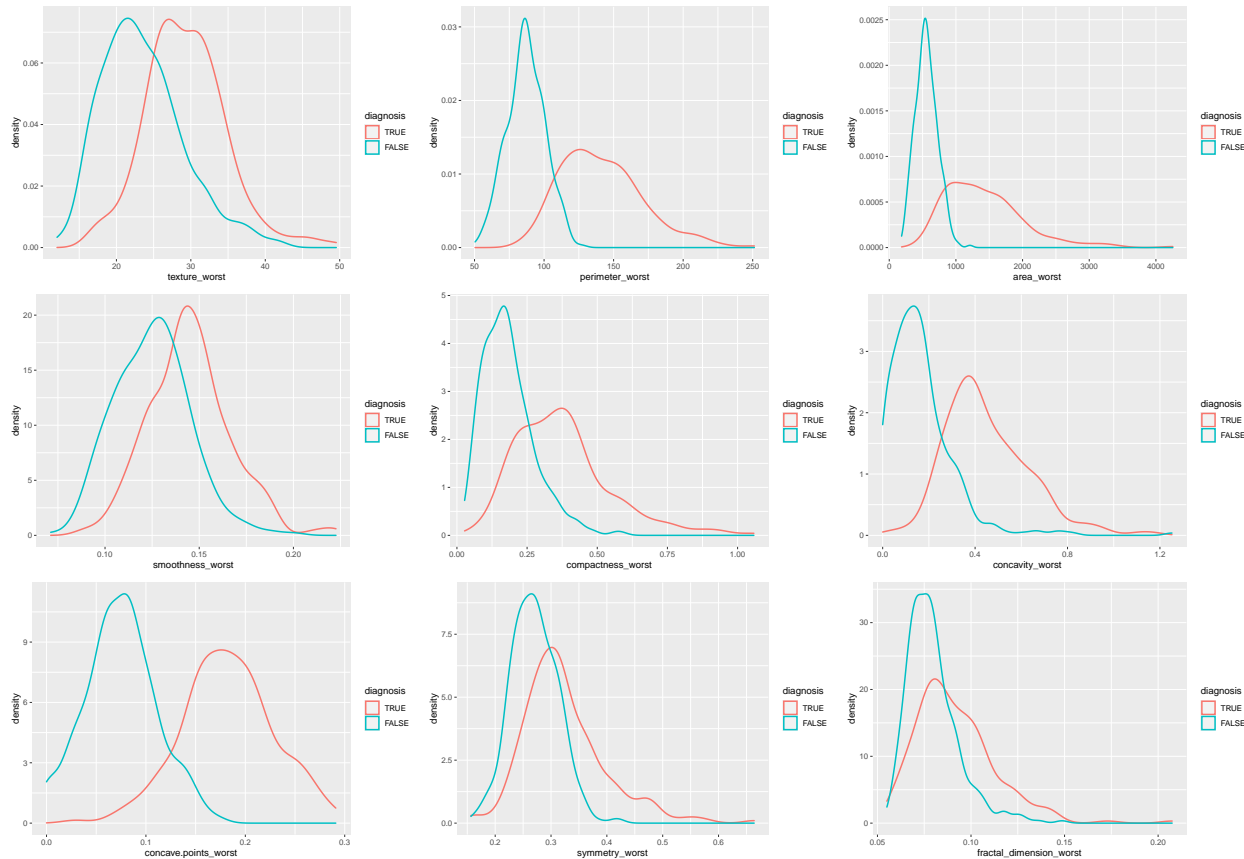 density
0.06
0.04
0.02
0.00
20
30
40
50
texture_worst
diagnosis
TRUE
FALSE
density
0.03
0.02
0.01
0.00
50
100
150
200
250
perimeter_worst
diagnosis
TRUE
FALSE
density
0.0025
0.0020
0.0015
0.0010
0.0005
0.0000
0
1000
2000
3000
4000
area_worst
diagnosis
TRUE
FALSE
density
20
15
10
5
0
0.10
0.15
0.20
smoothness_worst
diagnosis
TRUE
FALSE
density
5
4
3
2
1
0
0.00
0.25
0.50
0.75
1.00
compactness_worst
diagnosis
TRUE
FALSE
density
3
2
1
0
0.0
0.4
0.8
1.2
concavity_worst
diagnosis
TRUE
FALSE
density
9
6
3
0
0.0
0.1
0.2
0.3
concave.points_worst
diagnosis
TRUE
FALSE
density
7.5
5.0
2.5
0.0
0.2
0.3
0.4
0.5
0.6
symmetry_worst
diagnosis
TRUE
FALSE
density
30
20
10
0
0.05
0.10
0.15
0.20
fractal_dimension_worst
diagnosis
TRUE
FALSE